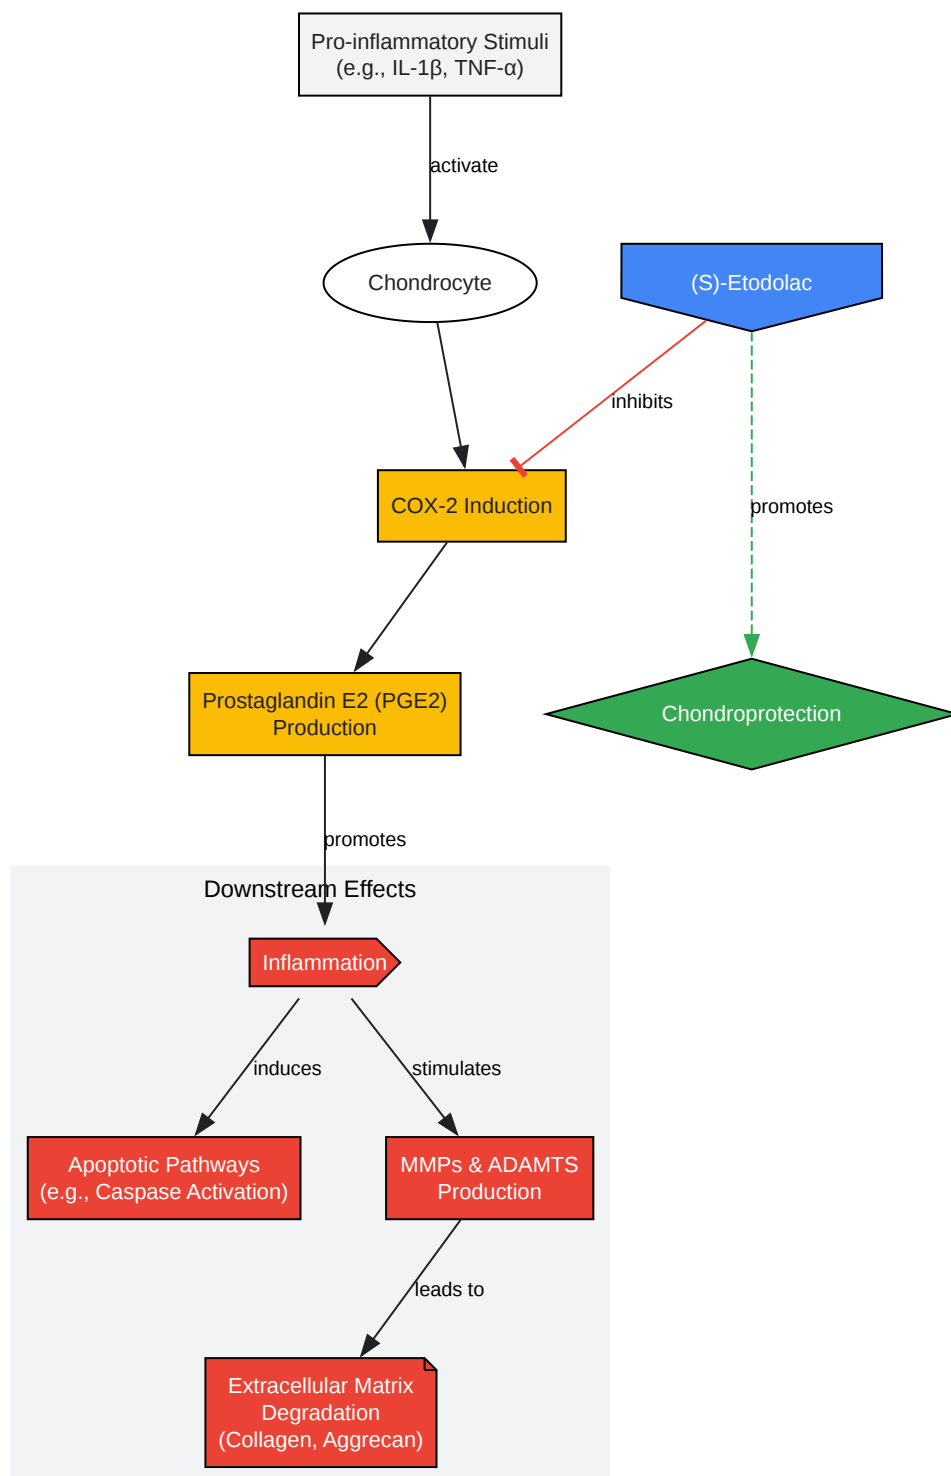 Pro-inflammatory Stimuli
(e.g., IL-1β, TNF-α)
activate
Chondrocyte
(S)-Etodolac
inhibits
COX-2 Induction
promotes
Prostaglandin E2 (PGE2)
Production
Chondroprotection
promotes
Downstream Effects
Inflammation
induces
stimulates
Apoptotic Pathways
(e.g., Caspase Activation)
MMPs & ADAMTS
Production
leads to
Extracellular Matrix
Degradation
(Collagen, Aggrecan)